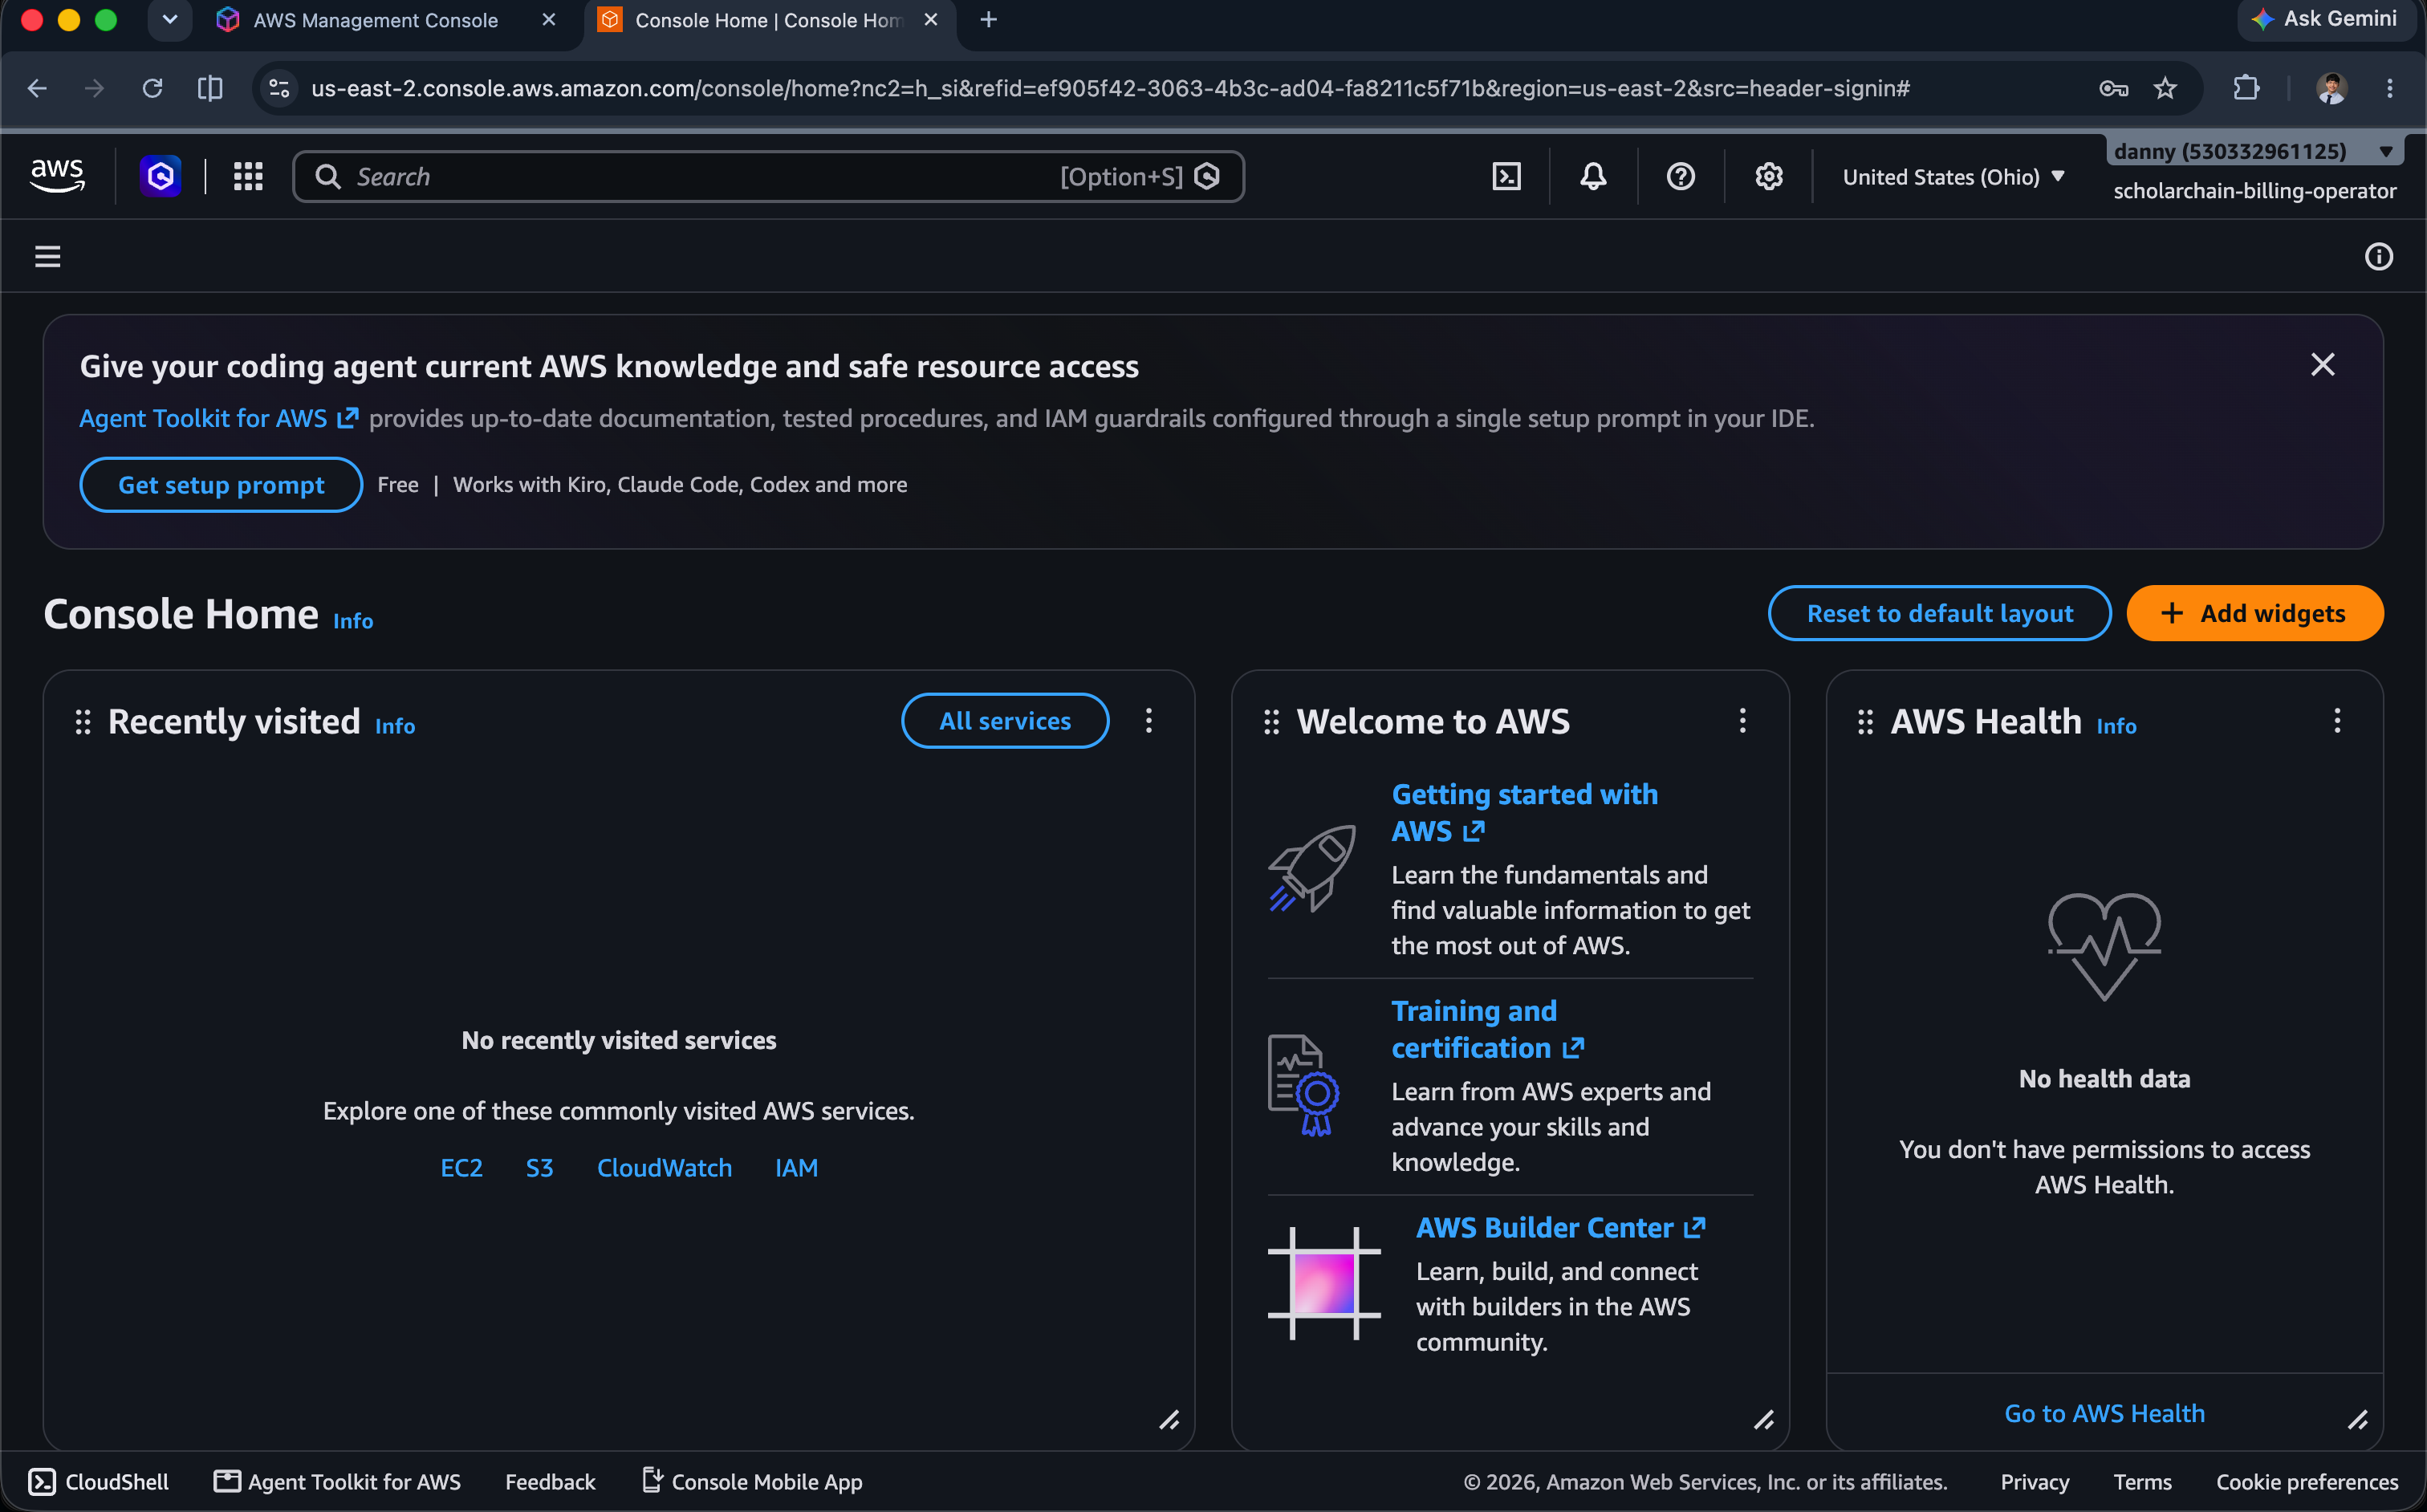 AWS Management Console
Console Home | Console Hom
Ask Gemini
us-east-2.console.aws.amazon.com/console/home?nc2=h_si&refid=ef905f42-3063-4b3c-ad04-fa8211c5f71b&region=us-east-2&src=header-signin#
aws
Search
[Option+S]
United States (Ohio)
danny (530332961125)
scholarchain-billing-operator
Give your coding agent current AWS knowledge and safe resource access
Agent Toolkit for AWS provides up-to-date documentation, tested procedures, and IAM guardrails configured through a single setup prompt in your IDE.
Get setup prompt
Free | Works with Kiro, Claude Code, Codex and more
Console Home Info
Reset to default layout
+ Add widgets
Recently visited Info
All services
No recently visited services
Explore one of these commonly visited AWS services.
EC2 S3 CloudWatch IAM
Welcome to AWS
Getting started with
AWS
Learn the fundamentals and
find valuable information to get
the most out of AWS.
Training and
certification
Learn from AWS experts and
advance your skills and
knowledge.
AWS Builder Center
Learn, build, and connect
with builders in the AWS
community.
AWS Health Info
No health data
You don't have permissions to access
AWS Health.
Go to AWS Health
CloudShell
Agent Toolkit for AWS
Feedback
Console Mobile App
© 2026, Amazon Web Services, Inc. or its affiliates.
Privacy
Terms
Cookie preferences